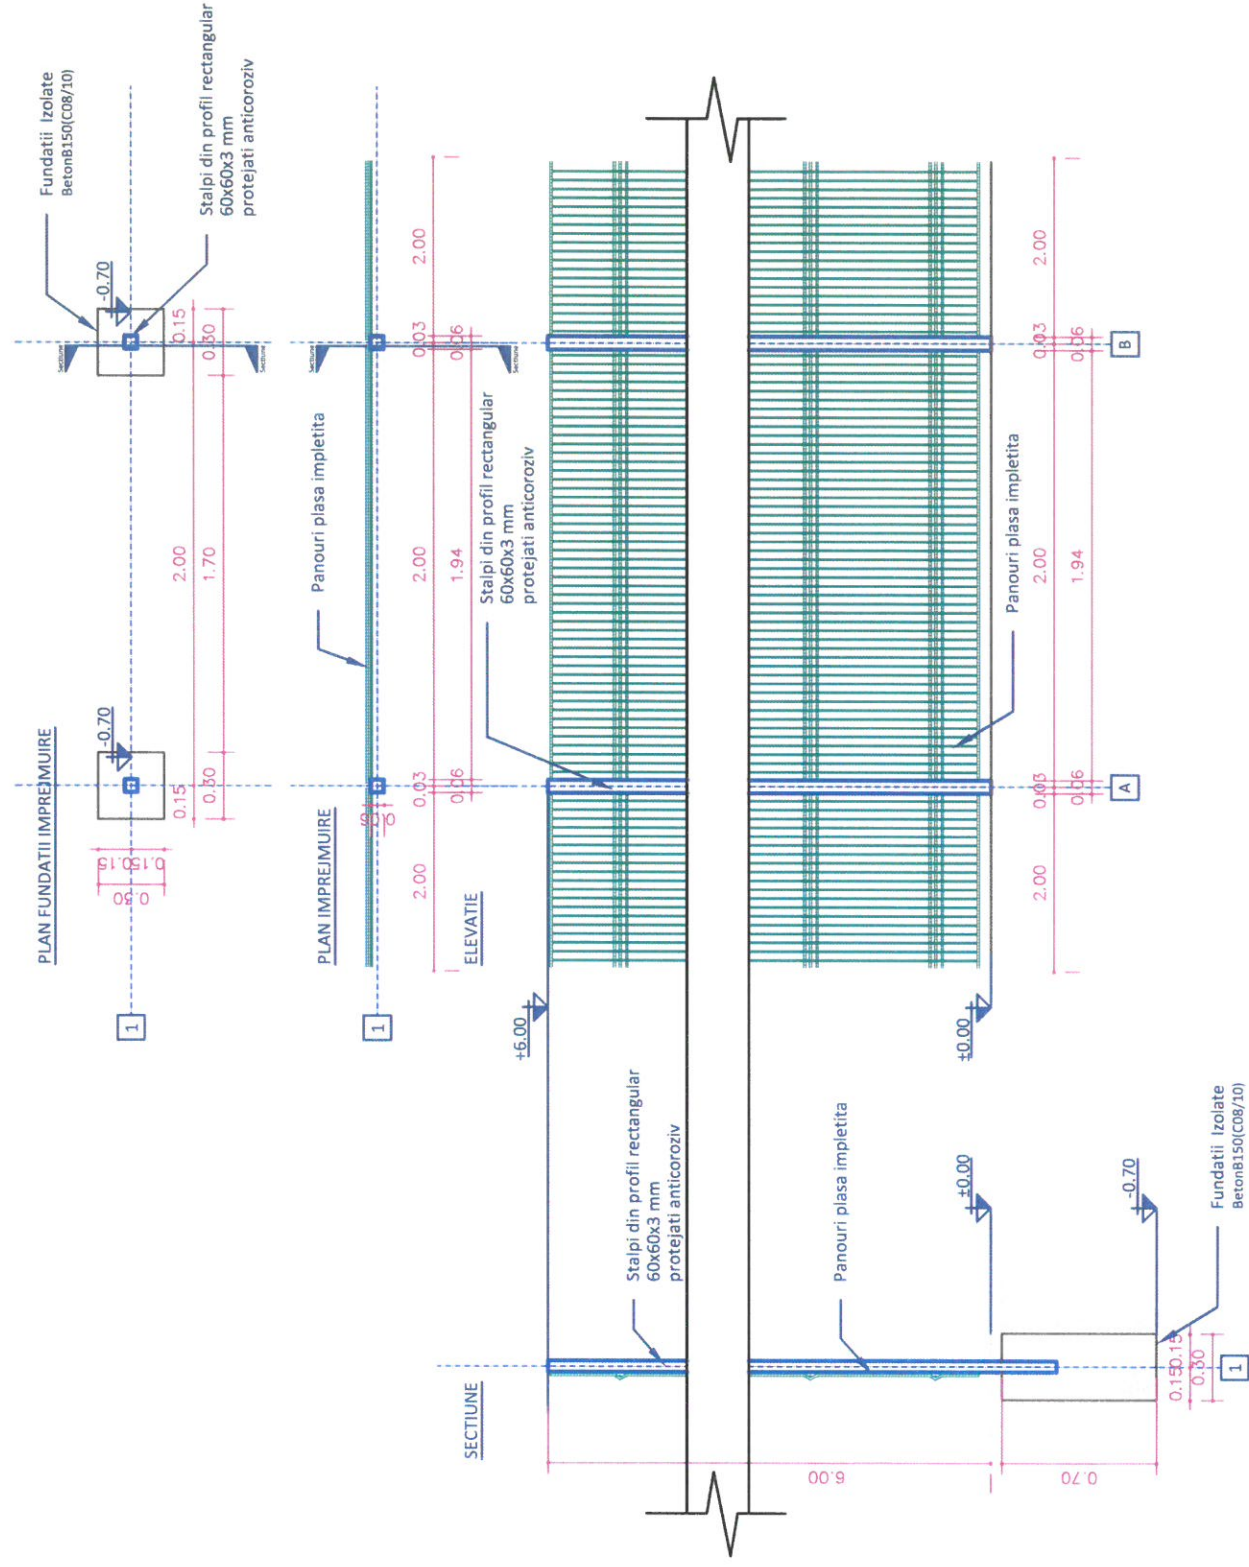 PLAN FUNDATII IMPREJMUIRE
Fundatii Izolate
BetonB150(C08/10)
Stalpi din profil rectangular
60x60x3 mm
protejati anticoroziv
-0.70
-0.70
Sectiune
Sectiune
0.15
0.15
0.30
0.15
0.30
2.00
1.70
0.15
0.30
1
PLAN IMPREJMUIRE
Panouri plasa impletita
Sectiune
Sectiune
1
2.00
0.03
0.06
2.00
1.94
0.03
0.06
2.00
ELEVATIE
Stalpi din profil rectangular
60x60x3 mm
protejati anticoroziv
+6.00
±0.00
Panouri plasa impletita
2.00
0.03
0.06
2.00
1.94
0.03
0.06
2.00
A
B
SECTIUNE
Stalpi din profil rectangular
60x60x3 mm
protejati anticoroziv
Panouri plasa impletita
±0.00
-0.70
Fundatii Izolate
BetonB150(C08/10)
6.00
0.70
0.15
0.15
0.30
1